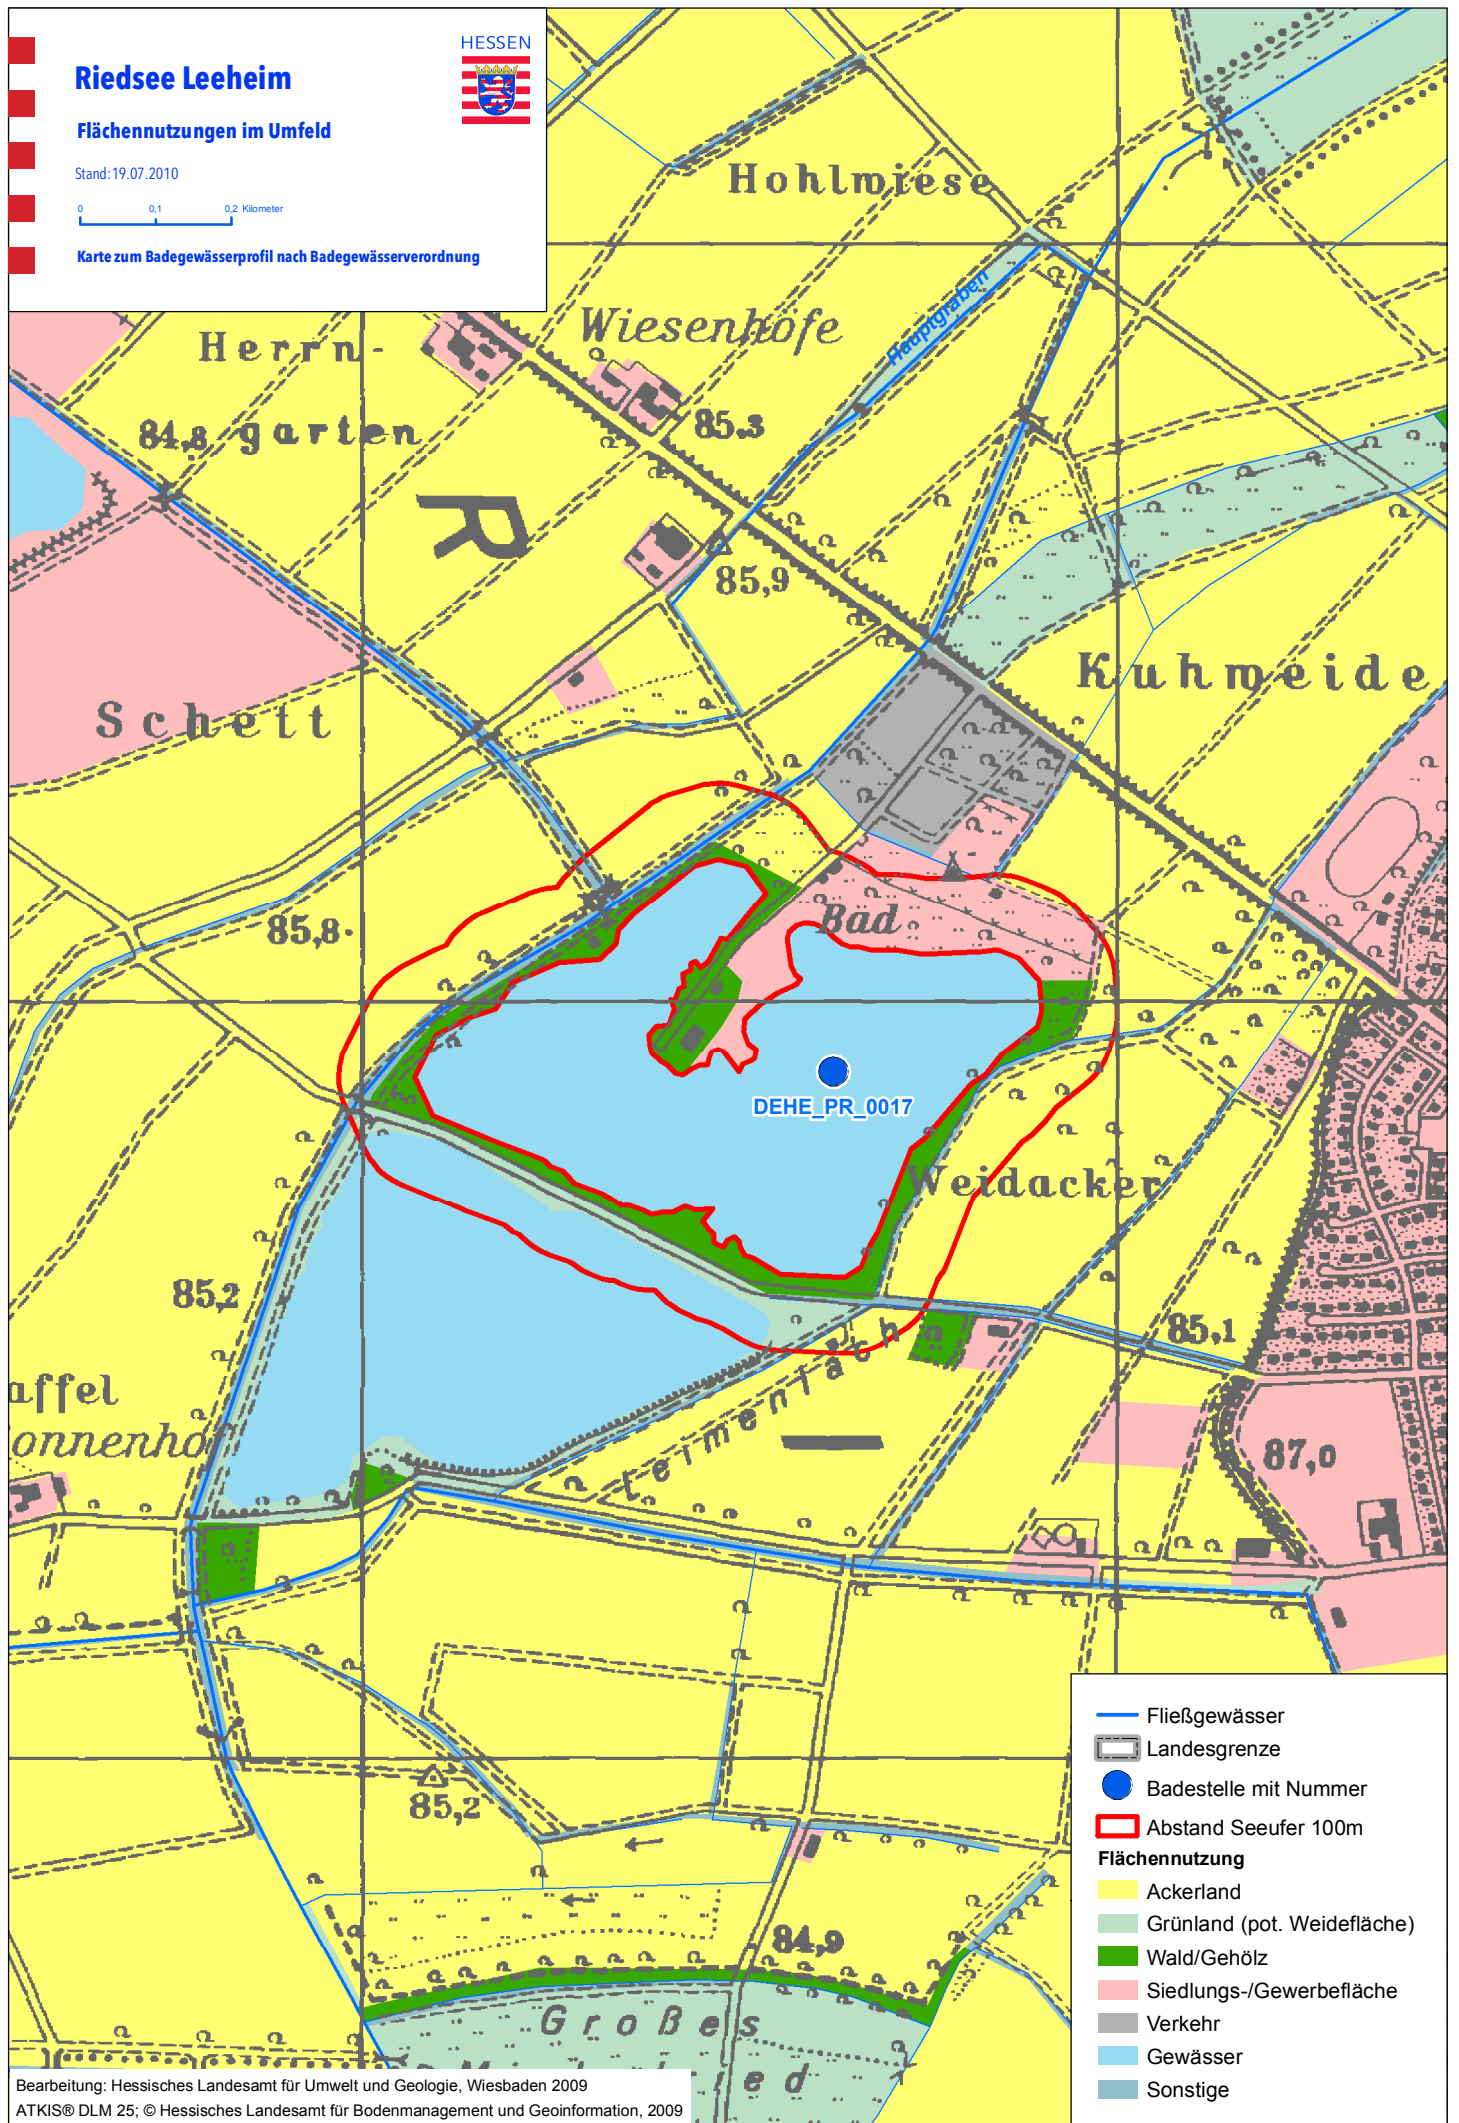 Riedsee Leeheim
HESSEN
Flächennutzungen im Umfeld
Stand: 19.07.2010
0 0,1 0,2 Kilometer
Karte zum Badegewässerprofil nach Badegewässerverordnung
Hohlwiese
Hauptgraben
Wiesenhöfe
Herrn-
garten
84,8
85.3
R
85,9
Kuhweide
Schett
85,8
Bad
DEHE_PR_0017
Weidacker
85,2
85,1
affel
onnenhof
Leimenlach
87,0
85,2
84,9
Großes
ried
Fließgewässer
Landesgrenze
Badestelle mit Nummer
Abstand Seeufer 100m
Flächennutzung
Ackerland
Grünland (pot. Weidefläche)
Wald/Gehölz
Siedlungs-/Gewerbefläche
Verkehr
Gewässer
Sonstige
Bearbeitung: Hessisches Landesamt für Umwelt und Geologie, Wiesbaden 2009
ATKIS® DLM 25; © Hessisches Landesamt für Bodenmanagement und Geoinformation, 2009